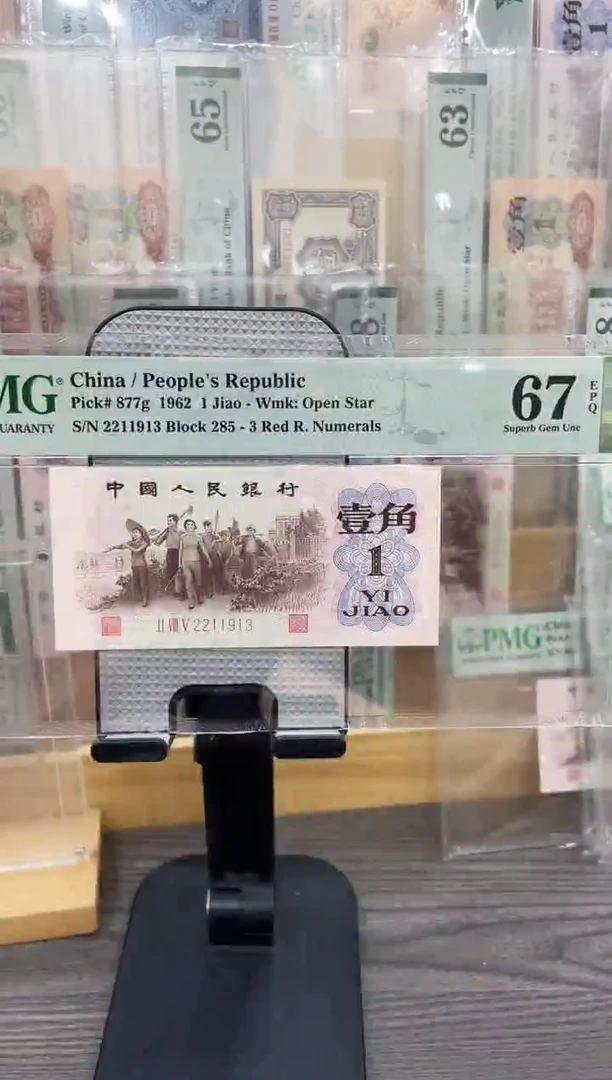 65
63
MG® China / People's Republic
UARANTY Pick# 877g 1962 1 Jiao - Wmk: Open Star
S/N 2211913 Block 285 - 3 Red R. Numerals
67 EPQ
Superb Gem Unc
中國人民銀行
壹角
1
YI
JIAO
II VIII V 2211913
PMG